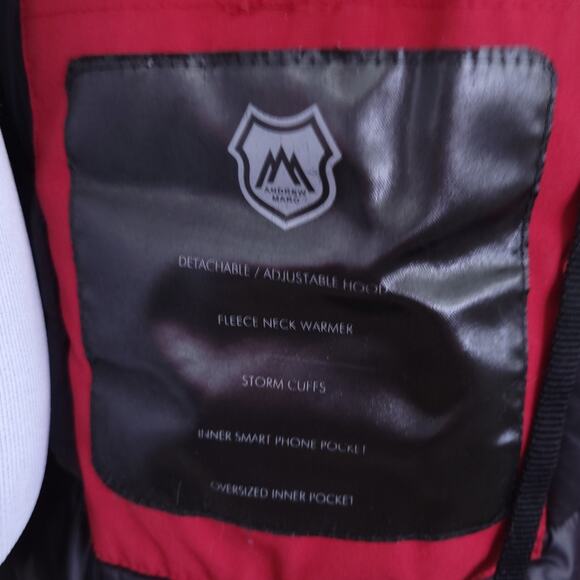 ANDREW
MARC
DETACHABLE / ADJUSTABLE HOOD
FLEECE NECK WARMER
STORM CUFFS
INNER SMART PHONE POCKET
OVERSIZED INNER POCKET